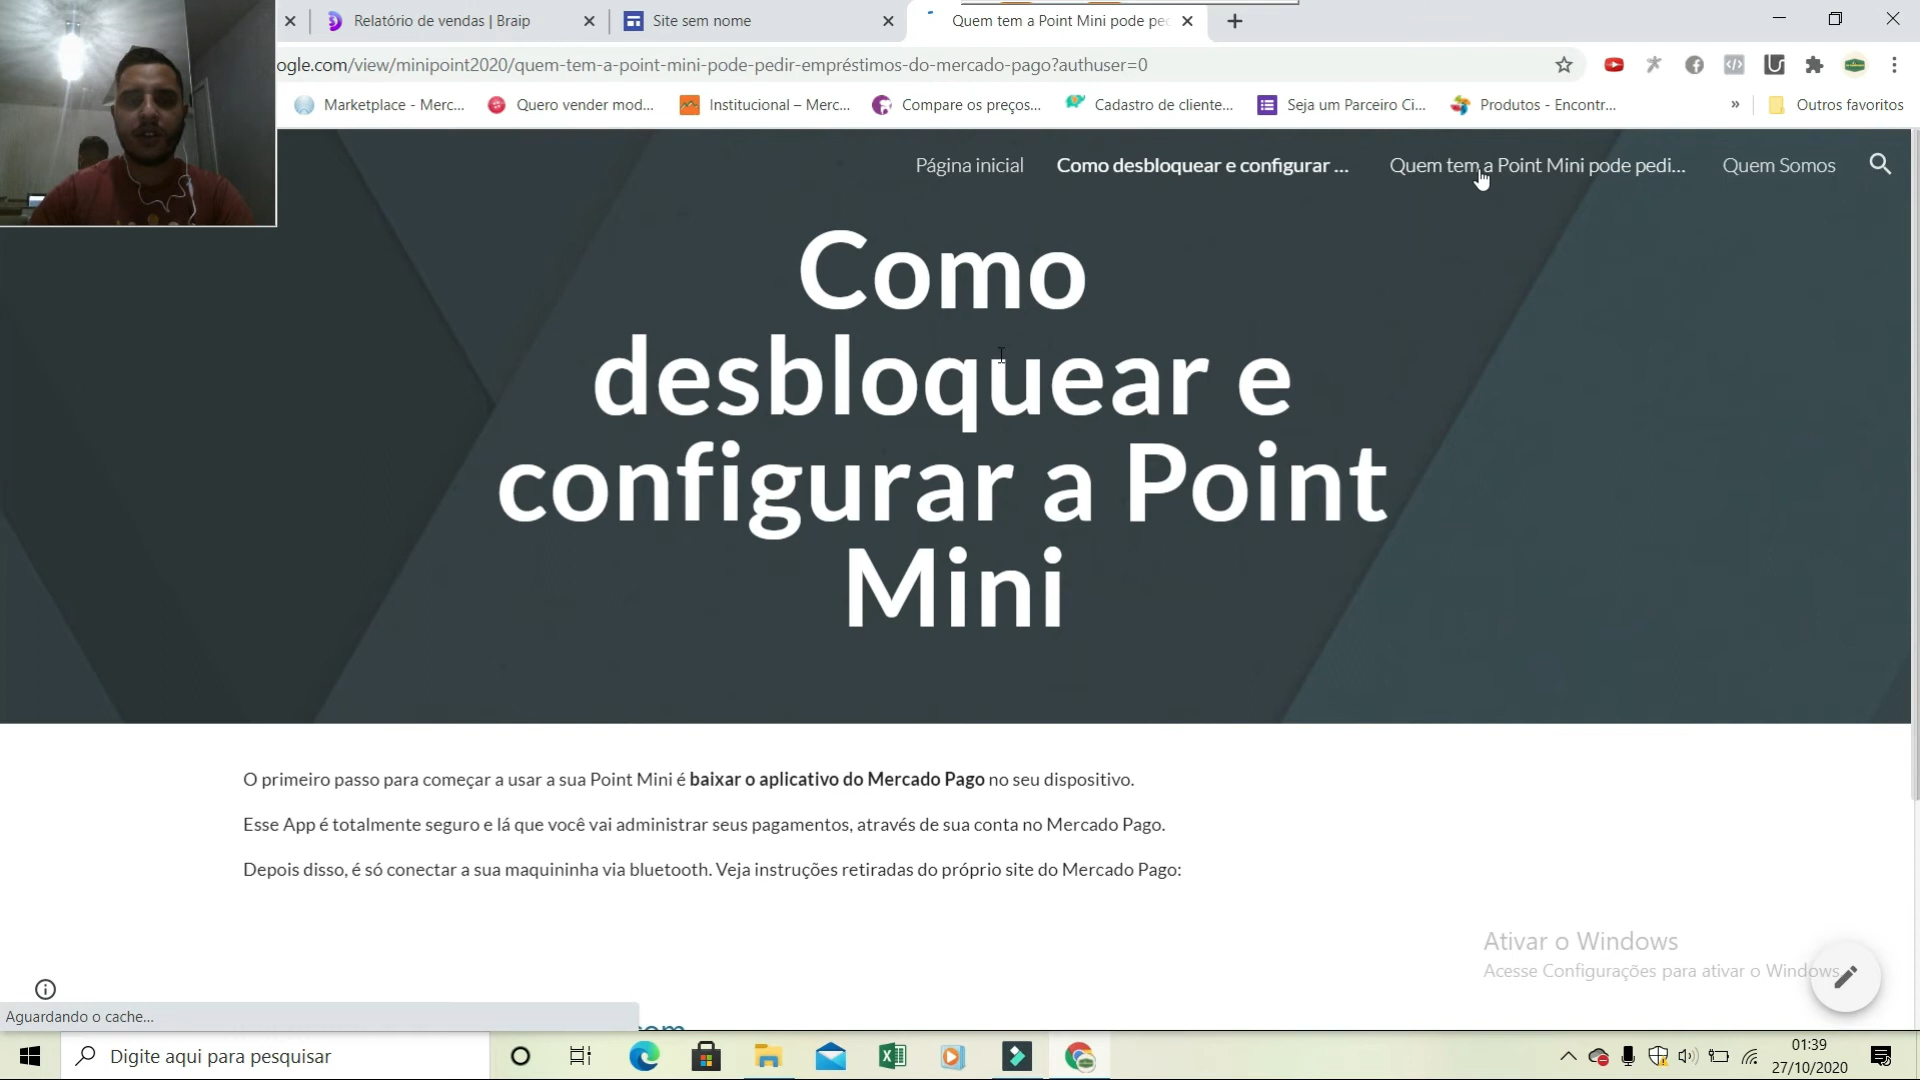 Relatório de vendas | Braip
Site sem nome
Quem tem a Point Mini pode pe
ogle.com/view/minipoint2020/quem-tem-a-point-mini-pode-pedir-empréstimos-do-mercado-pago?authuser=0
Marketplace - Merc...
Quero vender mod...
Institucional – Merc...
Compare os preços...
Cadastro de cliente...
Seja um Parceiro Ci...
Produtos - Encontr...
»
Outros favoritos
Página inicial
Como desbloquear e configurar ...
Quem tem a Point Mini pode pedi...
Quem Somos
Como
desbloquear e
configurar a Point
Mini
O primeiro passo para começar a usar a sua Point Mini é baixar o aplicativo do Mercado Pago no seu dispositivo.
Esse App é totalmente seguro e lá que você vai administrar seus pagamentos, através de sua conta no Mercado Pago.
Depois disso, é só conectar a sua maquininha via bluetooth. Veja instruções retiradas do próprio site do Mercado Pago:
Ativar o Windows
Acesse Configurações para ativar o Windows.
Aguardando o cache...
Digite aqui para pesquisar
01:39
27/10/2020